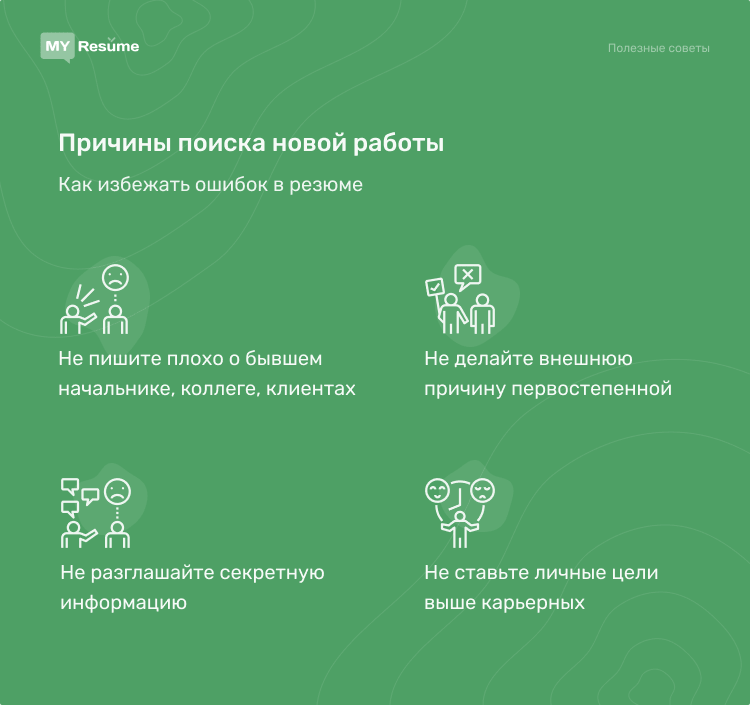 MY Resume
Полезные советы
Причины поиска новой работы
Как избежать ошибок в резюме
Не пишите плохо о бывшем
начальнике, коллеге, клиентах
Не делайте внешнюю
причину первостепенной
Не разглашайте секретную
информацию
Не ставьте личные цели
выше карьерных